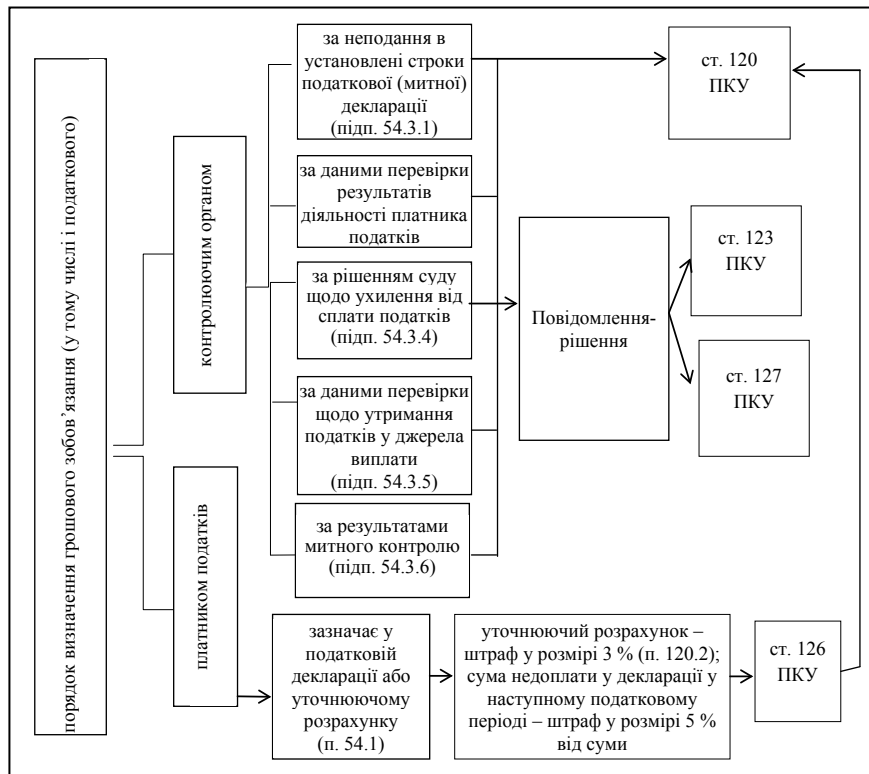 порядок визначення грошового зобов’язання (у тому числі і податкового)
контролюючим органом
платником податків
за неподання в
установлені строки
податкової (митної)
декларації
(підп. 54.3.1)
за даними перевірки
результатів
діяльності платника
податків
за рішенням суду
щодо ухилення від
сплати податків
(підп. 54.3.4)
за даними перевірки
щодо утримання
податків у джерела
виплати
(підп. 54.3.5)
за результатами
митного контролю
(підп. 54.3.6)
Повідомлення-
рішення
ст. 120
ПКУ
ст. 123
ПКУ
ст. 127
ПКУ
зазначає у
податковій
декларації або
уточнюючому
розрахунку
(п. 54.1)
уточнюючий розрахунок –
штраф у розмірі 3 % (п. 120.2);
сума недоплати у декларації у
наступному податковому
періоді – штраф у розмірі 5 %
від суми
ст. 126
ПКУ